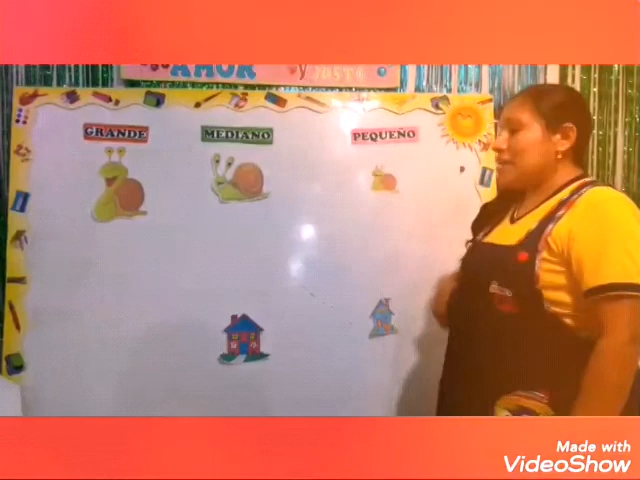 AMOR
y JUSTO
GRANDE
MEDIANO
PEQUEÑO
Made with
VideoShow